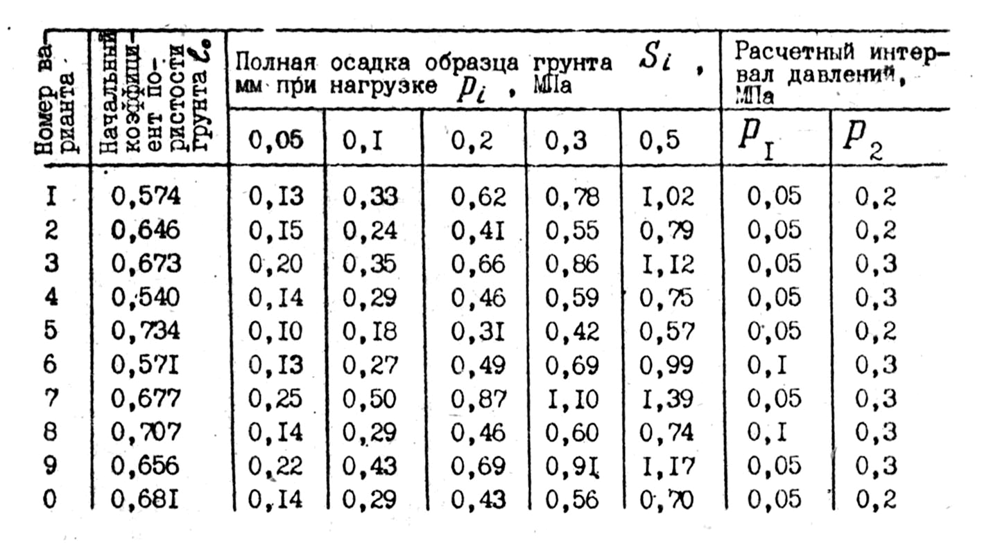 Номер ва-
рианта
Начальный
коэффици-
ент по-
ристости
грунта e₀
Полная осадка образца грунта Si ,
мм при нагрузке pi , МПа
Расчетный интер-
вал давлений,
МПа
0,05 0,I 0,2 0,3 0,5 P I P 2
I 0,574 0,I3 0,33 0,62 0,78 I,02 0,05 0,2
2 0,646 0,I5 0,24 0,4I 0,55 0,79 0,05 0,2
3 0,673 0,20 0,35 0,66 0,86 I,I2 0,05 0,3
4 0,540 0,I4 0,29 0,46 0,59 0,75 0,05 0,3
5 0,734 0,I0 0,I8 0,3I 0,42 0,57 0,05 0,2
6 0,57I 0,I3 0,27 0,49 0,69 0,99 0,I 0,3
7 0,677 0,25 0,50 0,87 I,I0 I,39 0,05 0,3
8 0,707 0,I4 0,29 0,46 0,60 0,74 0,I 0,3
9 0,656 0,22 0,43 0,69 0,9I I,I7 0,05 0,3
0 0,68I 0,I4 0,29 0,43 0,56 0,70 0,05 0,2